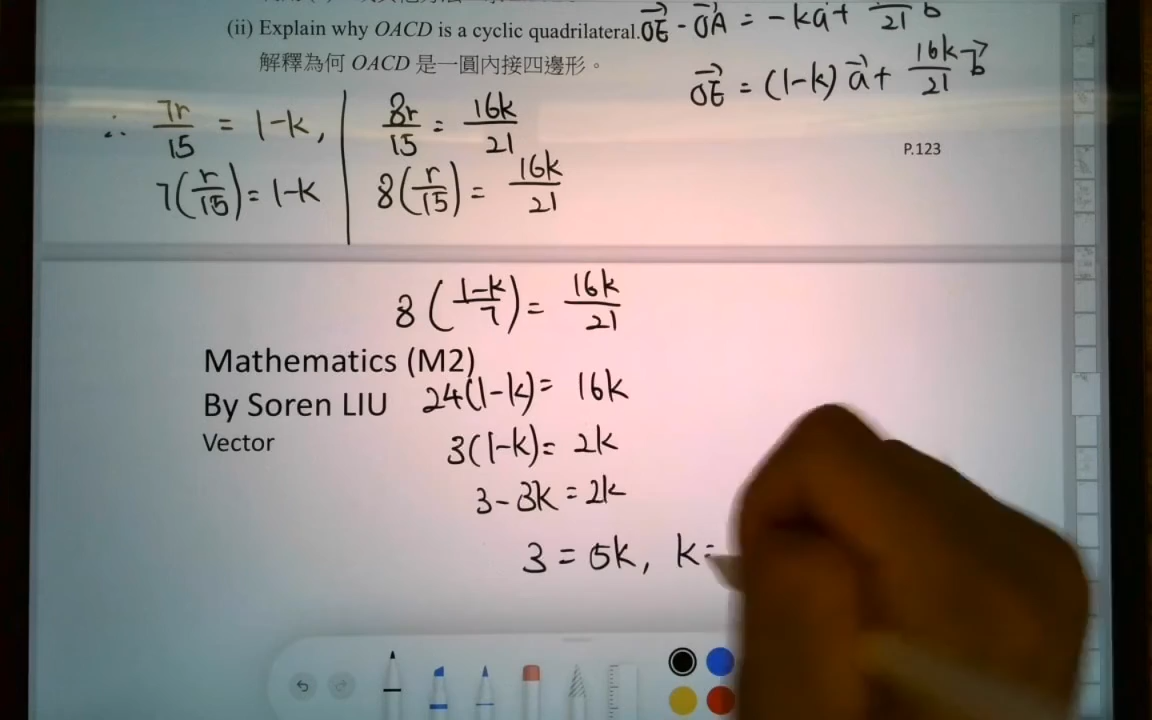 (ii) Explain why OACD is a cyclic quadrilateral.
解釋為何 OACD 是一圓內接四邊形。
OE - OA = -ka + /21 b
OE = (1-k) a + 16k/21 b
P.123
∴ 7r/15 = 1-k, | 8r/15 = 16k/21
7(r/15) = 1-k | 8(r/15) = 16k/21
8(1-k/7) = 16k/21
Mathematics (M2)
24(1-k) = 16k
By Soren LIU
3(1-k) = 2k
Vector
3-3k = 2k
3 = 5k, k=